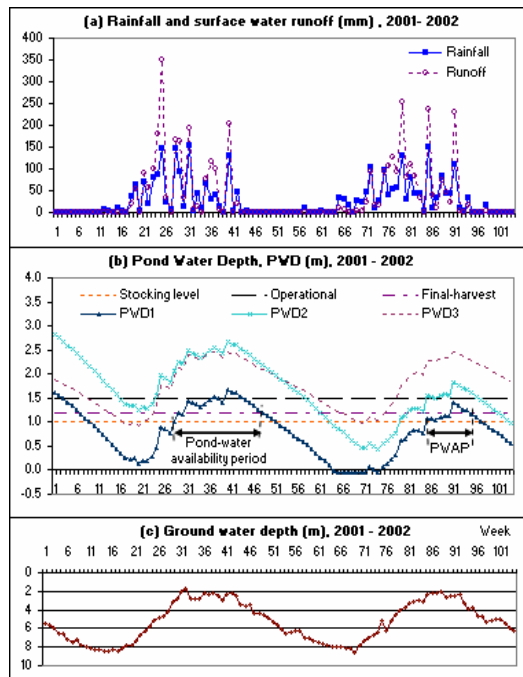 (a) Rainfall and surface water runoff (mm) , 2001- 2002
400
350
300
250
200
150
100
50
0
Rainfall
Runoff
1 6 11 16 21 26 31 36 41 46 51 56 61 66 71 76 81 86 91 96 101
(b) Pond Water Depth, PWD (m), 2001 - 2002
4.0
3.5
3.0
2.5
2.0
1.5
1.0
0.5
0.0
-0.5
Stocking level Operational Final-harvest
PWD1 PWD2 PWD3
Pond-water
availability period
PWAP
1 6 11 16 21 26 31 36 41 46 51 56 61 66 71 76 81 86 91 96 101
(c) Ground water depth (m), 2001 - 2002 Week
1 6 11 16 21 26 31 36 41 46 51 56 61 66 71 76 81 86 91 96 101
0
2
4
6
8
10